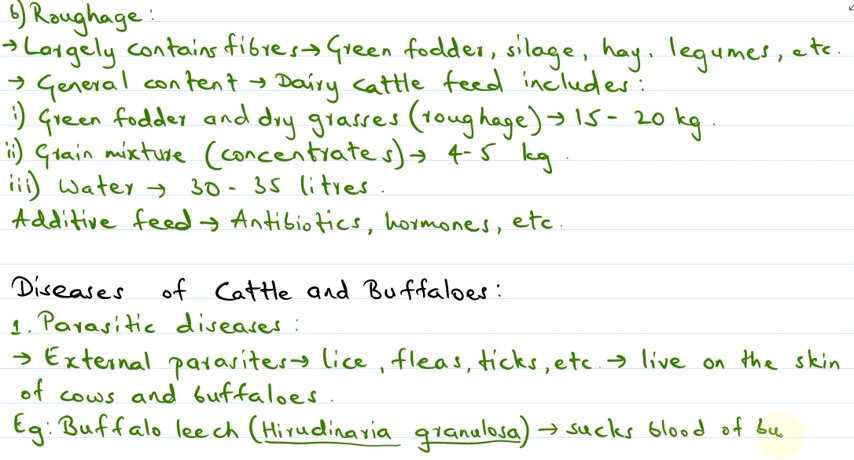 b) Roughage:
→ Largely contains fibres → Green fodder, silage, hay, legumes, etc.
→ General content → Dairy cattle feed includes:
i) Green fodder and dry grasses (roughage) → 15 - 20 kg.
ii) Grain mixture (concentrates) → 4-5 kg.
iii) Water → 30 - 35 litres.
Additive feed → Antibiotics, hormones, etc.
Diseases of Cattle and Buffaloes:
1. Parasitic diseases:
→ External parasites → lice, fleas, ticks, etc. → live on the skin
of cows and buffaloes.
Eg: Buffalo leech (Hirudinaria granulosa) → sucks blood of bu